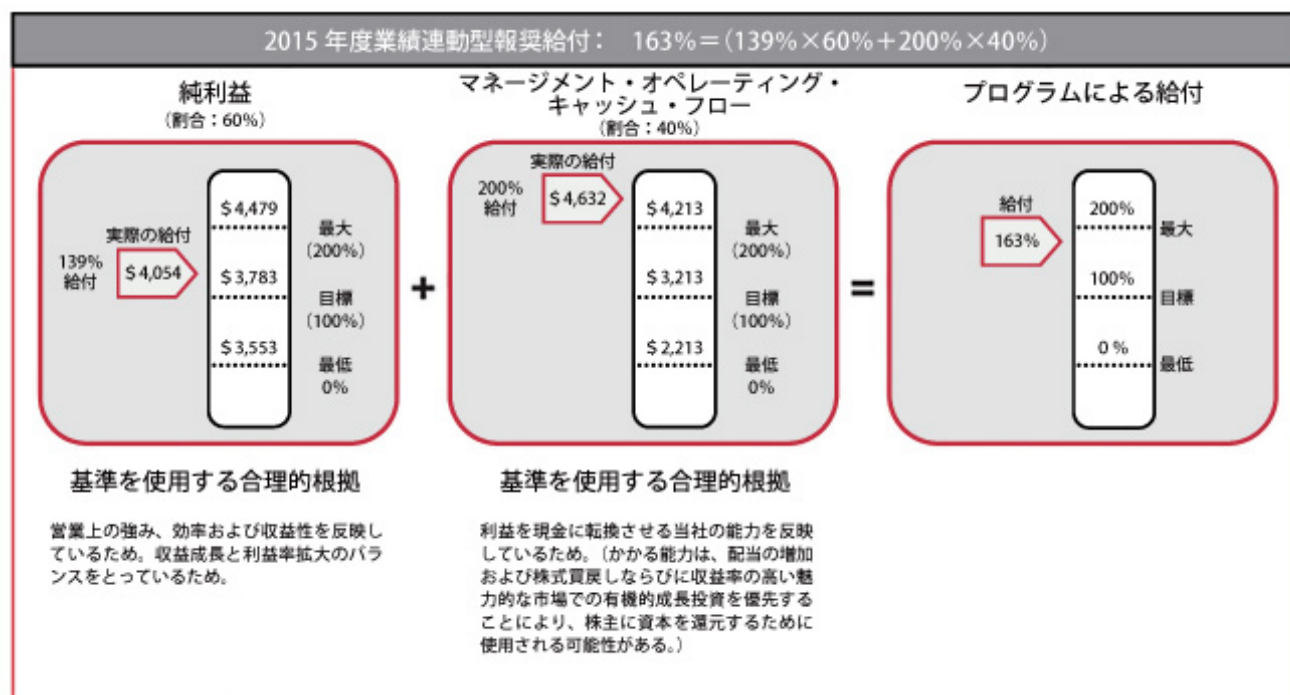 2015 年度業績連動型報奨給付： 163%＝（139%×60%＋200%×40%）
純利益
（割合：60%）
実際の給付
139%
給付
$4,054
$4,479
$3,783
$3,553
最大
（200%）
目標
（100%）
最低
0%
+
マネージメント・オペレーティング・
キャッシュ・フロー
（割合：40%）
実際の給付
200%
給付
$4,632
$4,213
$3,213
$2,213
最大
（200%）
目標
（100%）
最低
0%
=
プログラムによる給付
給付
163%
200%
100%
0 %
最大
目標
最低
基準を使用する合理的根拠
営業上の強み、効率および収益性を反映し
ているため。収益成長と利益率拡大のバラ
ンスをとっているため。
基準を使用する合理的根拠
利益を現金に転換させる当社の能力を反映
しているため。（かかる能力は、配当の増加
および株式買戻しならびに収益率の高い魅
力的な市場での有機的成長投資を優先する
ことにより、株主に資本を還元するために
使用される可能性がある。）